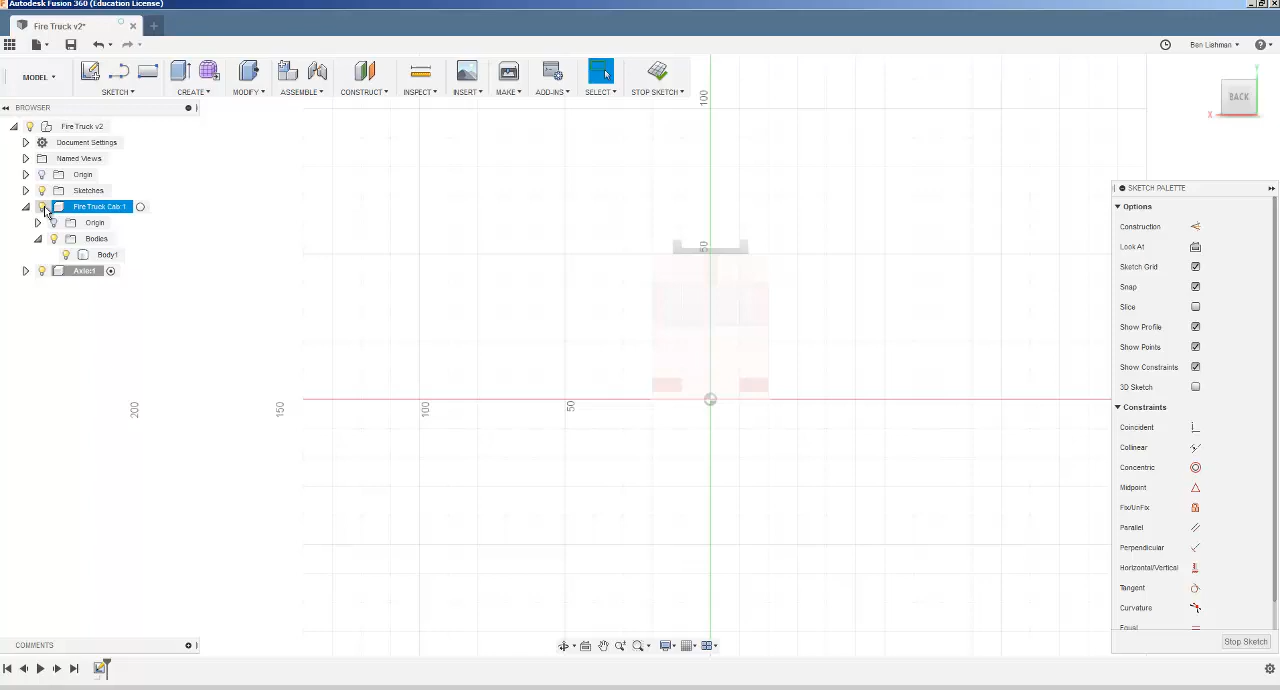 Autodesk Fusion 360 (Education License)
Fire Truck v2*
Ben Lishman
MODEL
SKETCH
CREATE
MODIFY
ASSEMBLE
CONSTRUCT
INSPECT
INSERT
MAKE
ADD-INS
SELECT
STOP SKETCH
BROWSER
Fire Truck v2
Document Settings
Named Views
Origin
Sketches
Fire Truck Cab:1
Origin
Bodies
Body1
Axle:1
100
50
200
150
100
50
BACK
X
Y
SKETCH PALETTE
Options
Construction
Look At
Sketch Grid
Snap
Slice
Show Profile
Show Points
Show Constraints
3D Sketch
Constraints
Coincident
Collinear
Concentric
Midpoint
Fix/UnFix
Parallel
Perpendicular
Horizontal/Vertical
Tangent
Curvature
Equal
Stop Sketch
COMMENTS